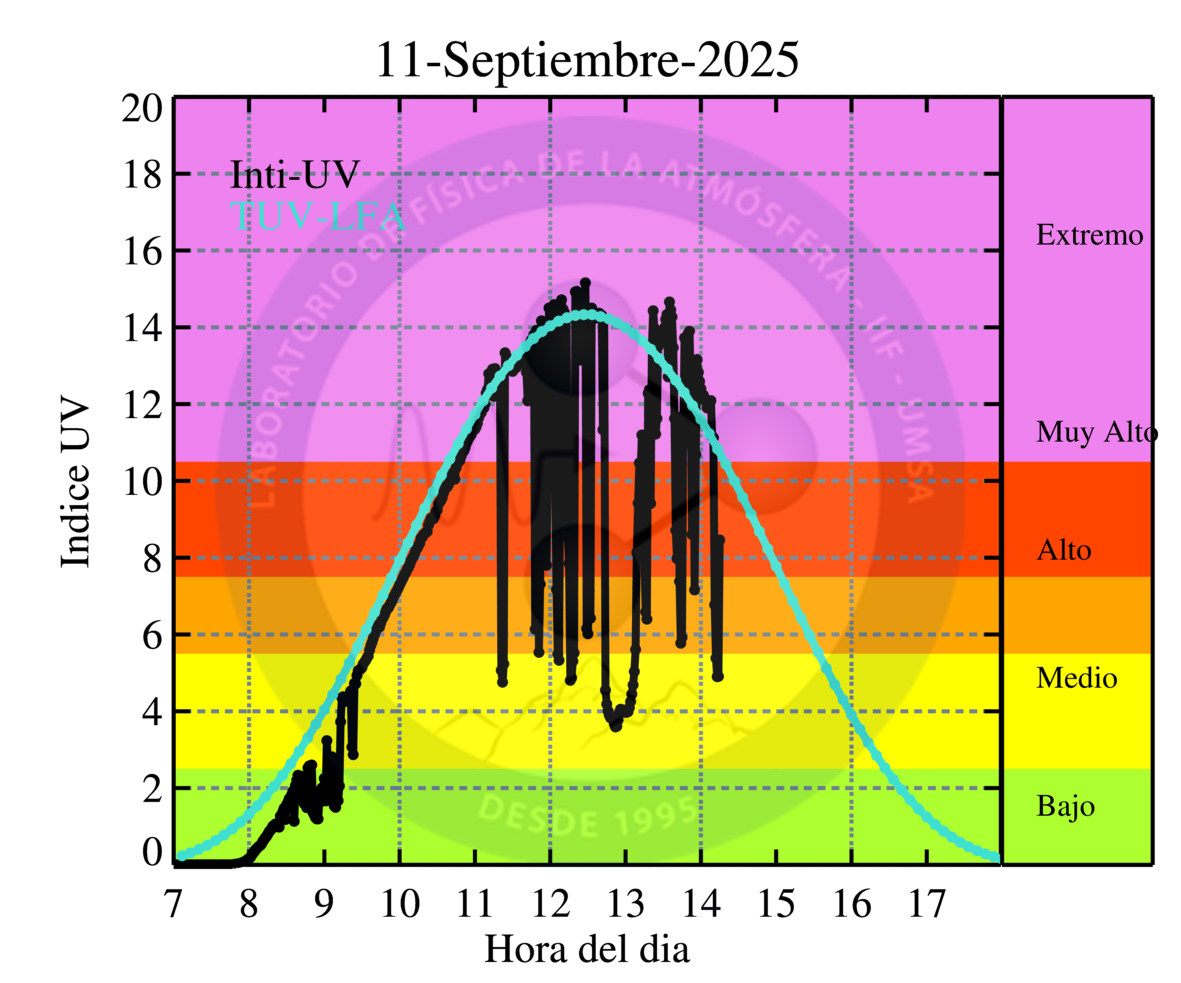 11-Septiembre-2025
Indice UV
20
18
16
14
12
10
8
6
4
2
0
Inti-UV
TUV-LFA
LABORATORIO DE FÍSICA DE LA ATMÓSFERA - IIF - UMSA
DESDE 1995
Extremo
Muy Alto
Alto
Medio
Bajo
7 8 9 10 11 12 13 14 15 16 17
Hora del dia